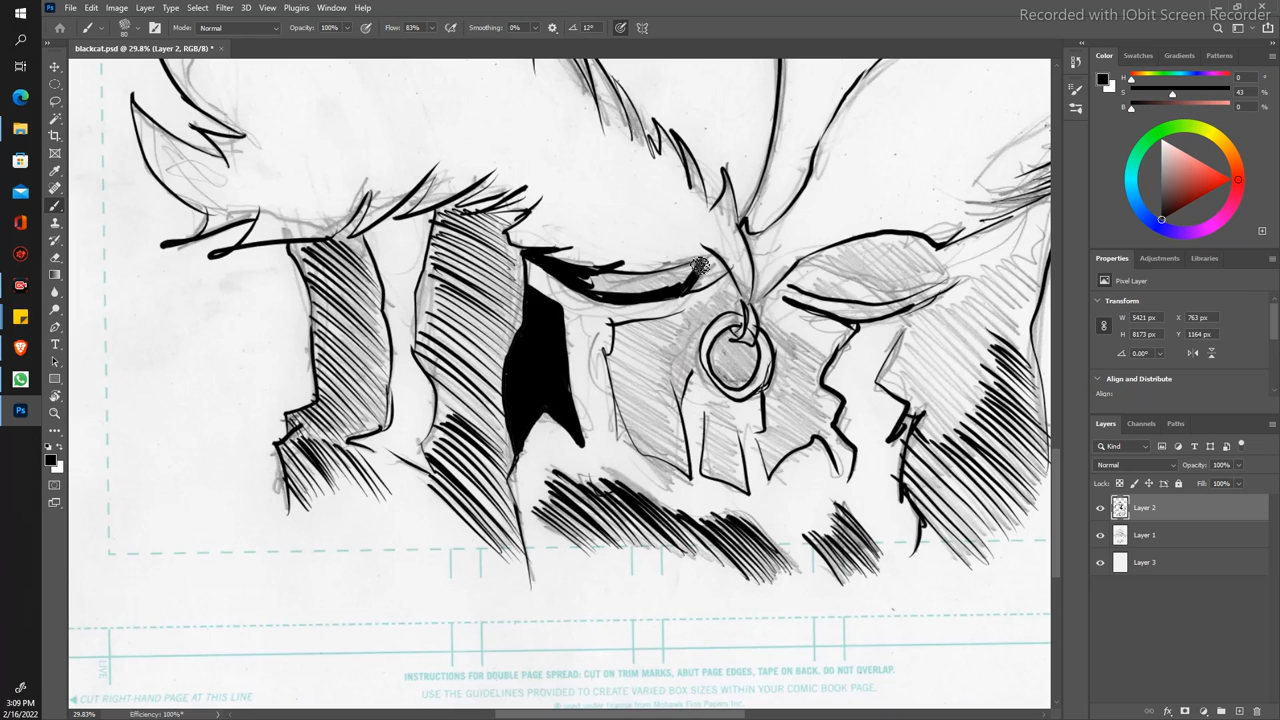 Recorded with IObit Screen Recorder
File Edit Image Layer Type Select Filter 3D View Plugins Window Help
80 Mode: Normal Opacity: 100% Flow: 83% Smoothing: 0% 12°
blackcat.psd @ 29.8% (Layer 2, RGB/8) *
Color Swatches Gradients Patterns
H 0 °
S 43 %
B 0 %
Properties Adjustments Libraries
Pixel Layer
Transform
W 5421 px X 763 px
H 8173 px Y 1164 px
0.00°
Align and Distribute
Align:
Layers Channels Paths
Kind
Normal Opacity: 100%
Lock: Fill: 100%
Layer 2
Layer 1
Layer 3
LIVE
INSTRUCTIONS FOR DOUBLE PAGE SPREAD: CUT ON TRIM MARKS, ABUT PAGE EDGES, TAPE ON BACK. DO NOT OVERLAP.
USE THE GUIDELINES PROVIDED TO CREATE VARIED BOX SIZES WITHIN YOUR COMIC BOOK PAGE.
CUT RIGHT-HAND PAGE AT THIS LINE
29.83% Efficiency: 100%*
3:09 PM
2/16/2022